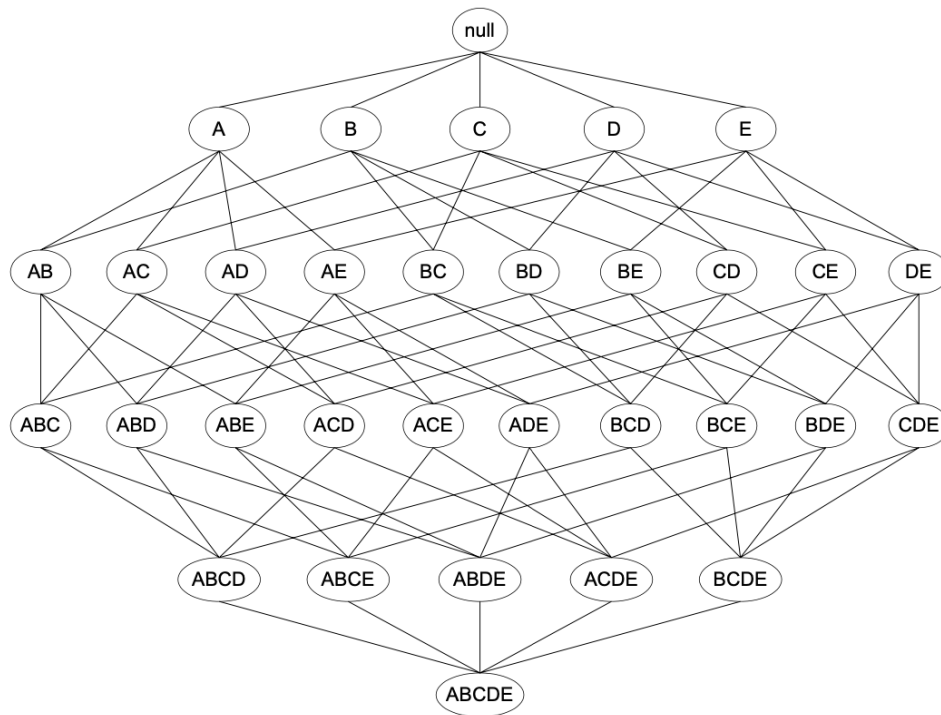 null
A B C D E
AB AC AD AE BC BD BE CD CE DE
ABC ABD ABE ACD ACE ADE BCD BCE BDE CDE
ABCD ABCE ABDE ACDE BCDE
ABCDE